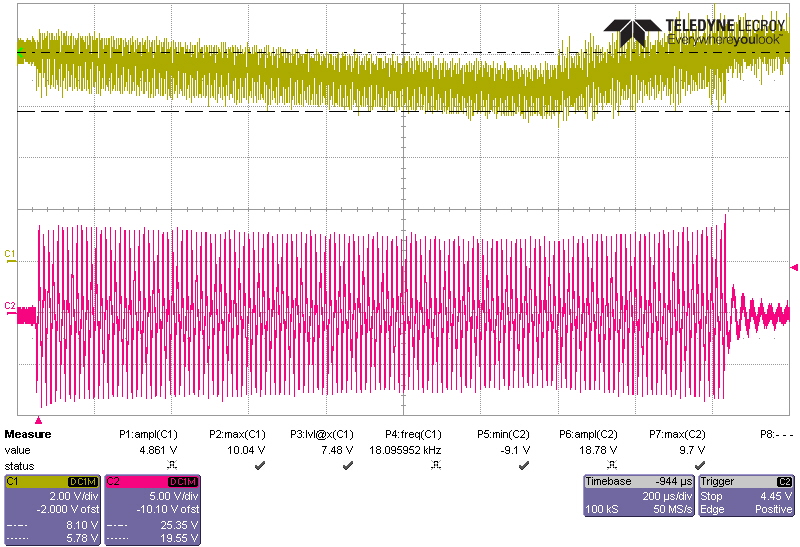 TELEDYNE LECROY
Everywhereyoulook™
C1
C2
Measure P1:ampl(C1) P2:max(C1) P3:lvl@x(C1) P4:freq(C1) P5:min(C2) P6:ampl(C2) P7:max(C2) P8:- - -
value 4.861 V 10.04 V 7.48 V 18.095952 kHz -9.1 V 18.78 V 9.7 V
status
C1 DC1M
2.00 V/div
-2.000 V ofst
8.10 V
5.78 V
C2 DC1M
5.00 V/div
-10.10 V ofst
25.35 V
19.55 V
Timebase -944 µs
200 µs/div
100 kS 50 MS/s
Trigger C2
Stop 4.45 V
Edge Positive